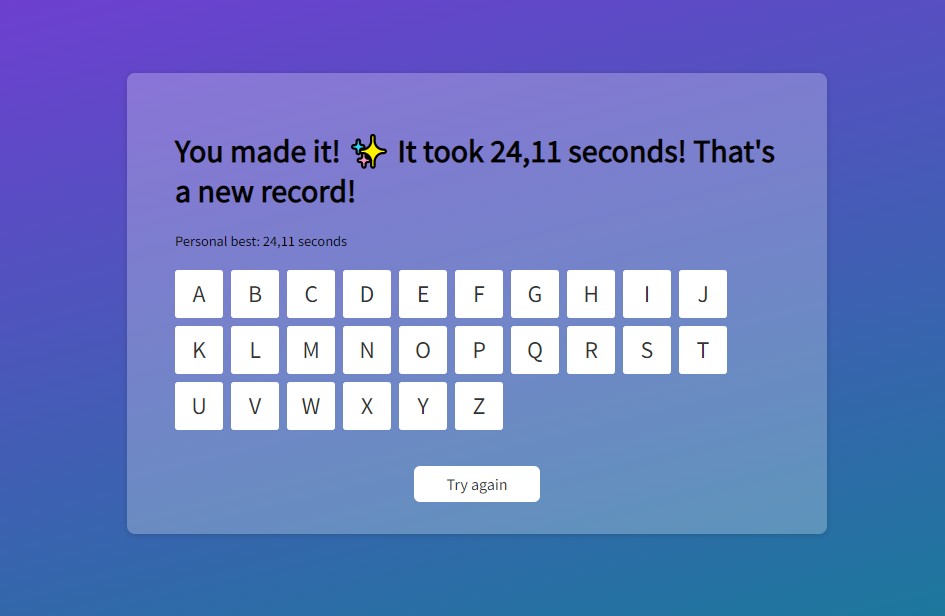 You made it! ✨ It took 24,11 seconds! That's
a new record!
Personal best: 24,11 seconds
A B C D E F G H I J
K L M N O P Q R S T
U V W X Y Z
Try again